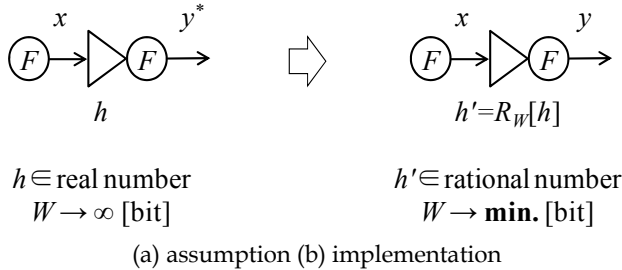 x y* x y
F F F F
h h'=R_W[h]
h ∈ real number h' ∈ rational number
W → ∞ [bit] W → min. [bit]
(a) assumption (b) implementation